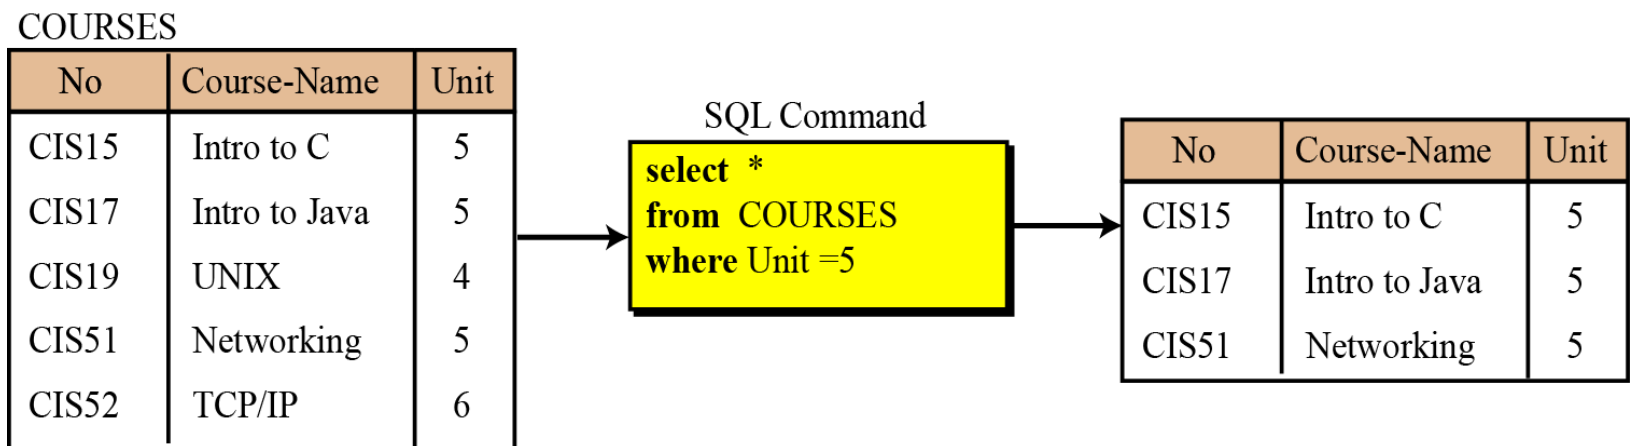 COURSES
No Course-Name Unit
CIS15 Intro to C 5
CIS17 Intro to Java 5
CIS19 UNIX 4
CIS51 Networking 5
CIS52 TCP/IP 6
SQL Command
select *
from COURSES
where Unit =5
No Course-Name Unit
CIS15 Intro to C 5
CIS17 Intro to Java 5
CIS51 Networking 5